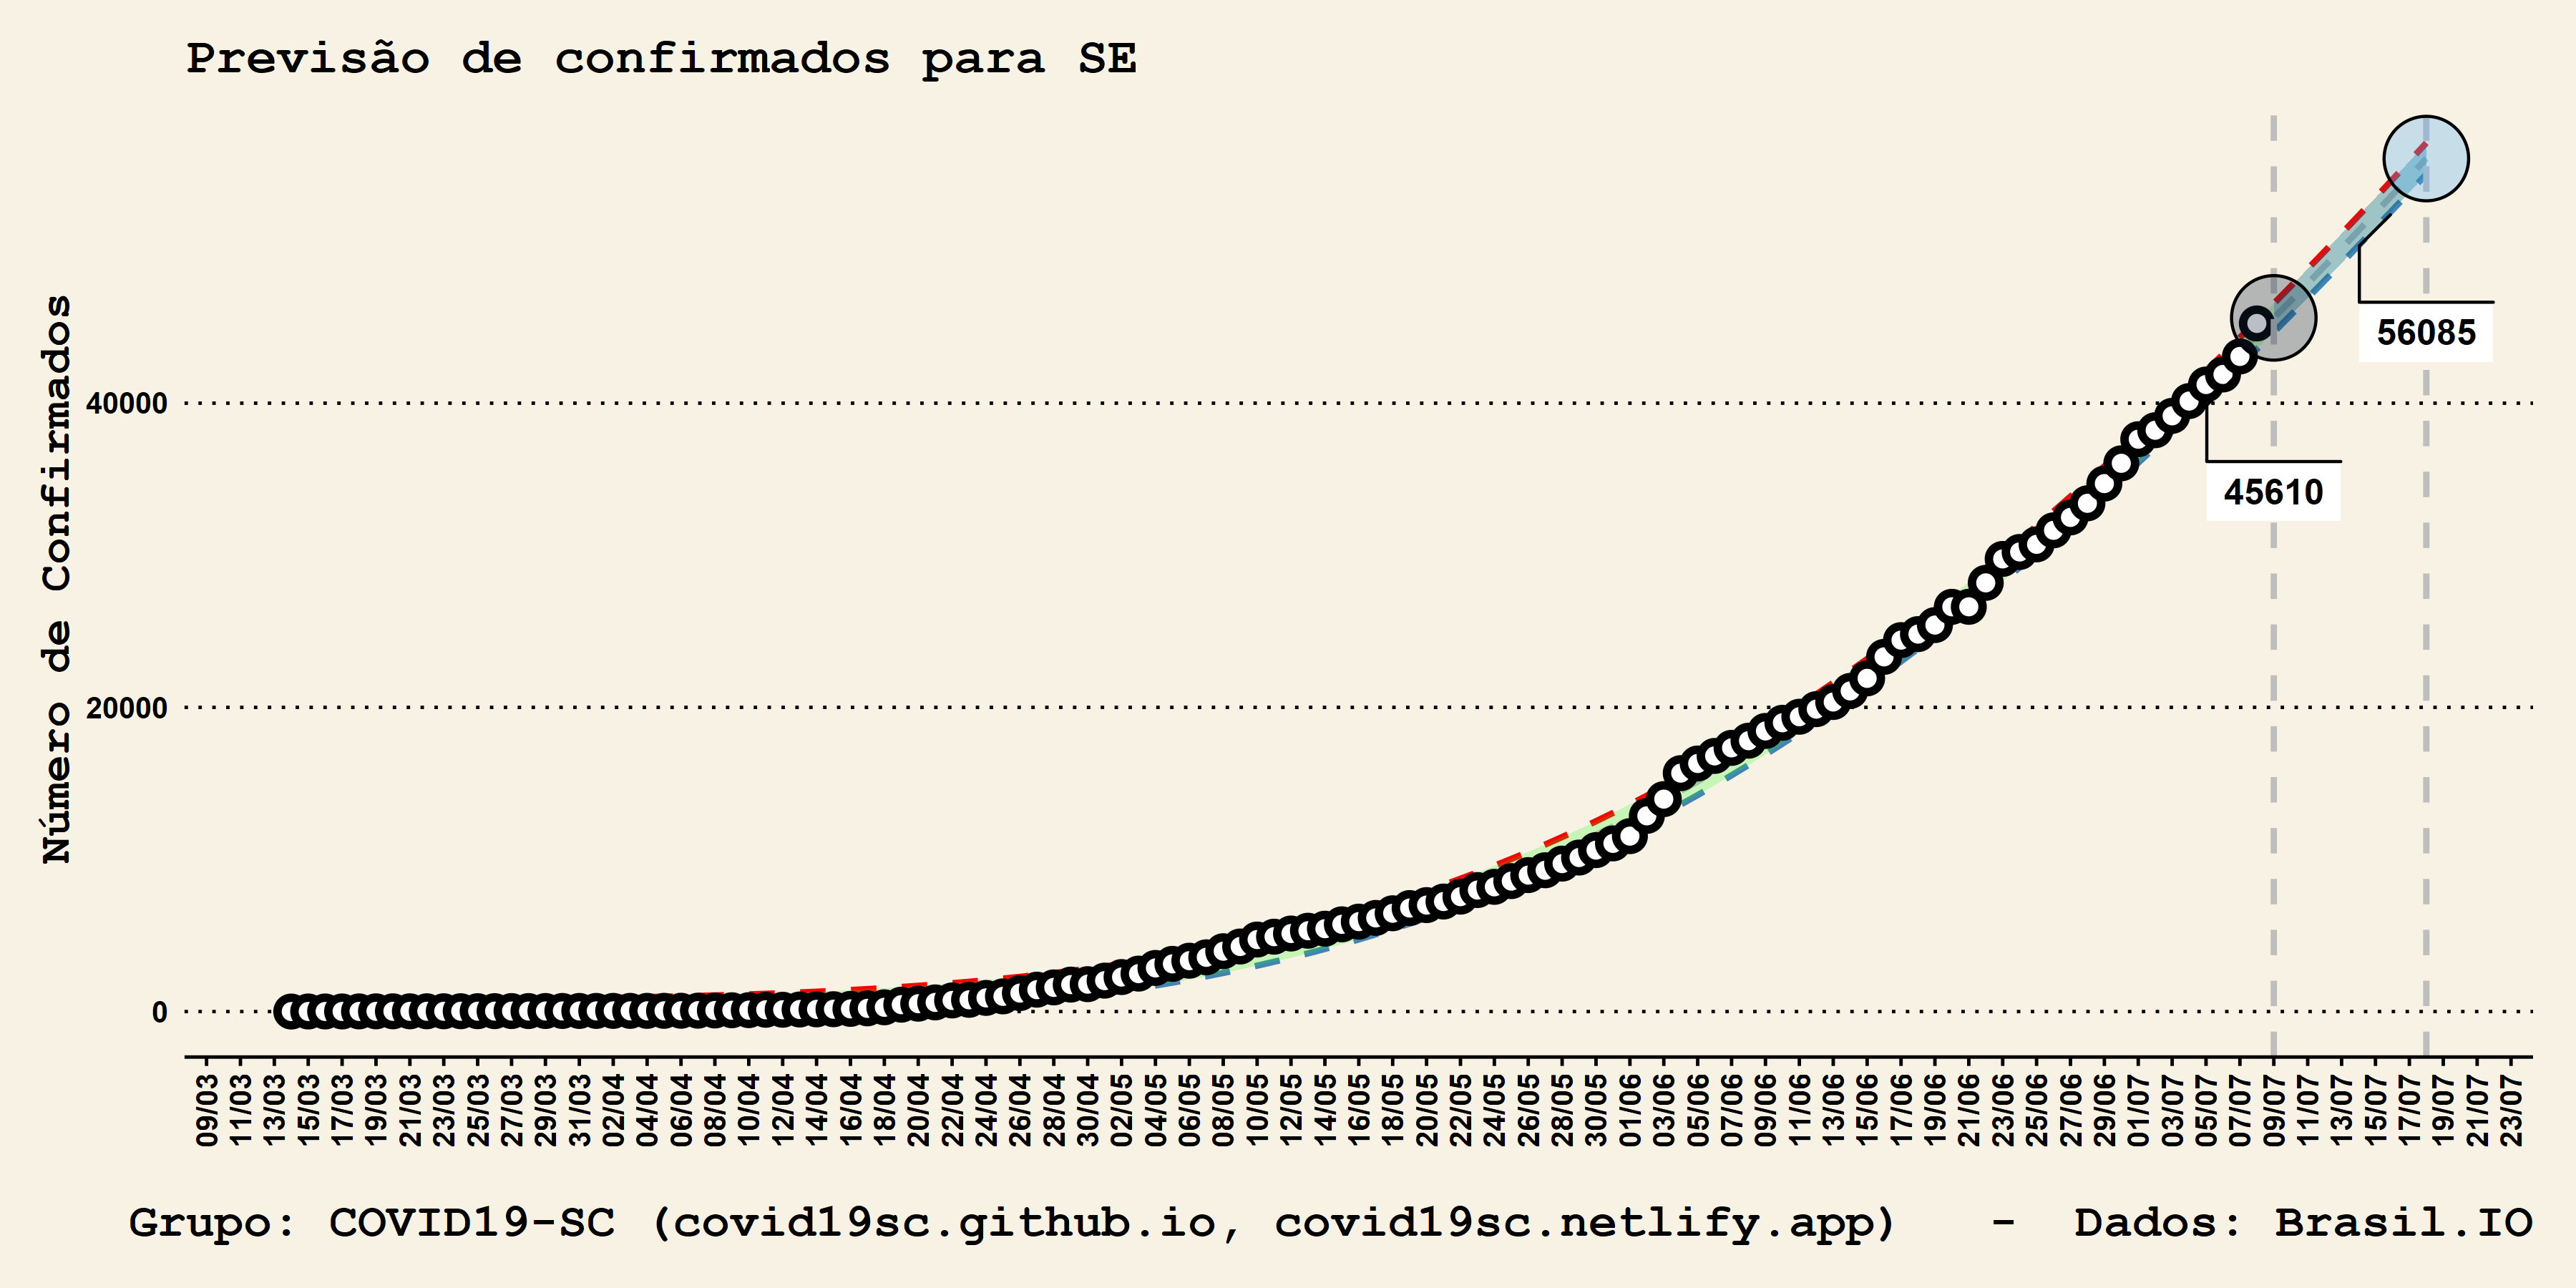 Previsão de confirmados para SE
Número de Confirmados
56085
40000
45610
20000
0
09/03 11/03 13/03 15/03 17/03 19/03 21/03 23/03 25/03 27/03 29/03 31/03 02/04 04/04 06/04 08/04 10/04 12/04 14/04 16/04 18/04 20/04 22/04 24/04 26/04 28/04 30/04 02/05 04/05 06/05 08/05 10/05 12/05 14/05 16/05 18/05 20/05 22/05 24/05 26/05 28/05 30/05 01/06 03/06 05/06 07/06 09/06 11/06 13/06 15/06 17/06 19/06 21/06 23/06 25/06 27/06 29/06 01/07 03/07 05/07 07/07 09/07 11/07 13/07 15/07 17/07 19/07 21/07 23/07
Grupo: COVID19-SC (covid19sc.github.io, covid19sc.netlify.app) - Dados: Brasil.IO